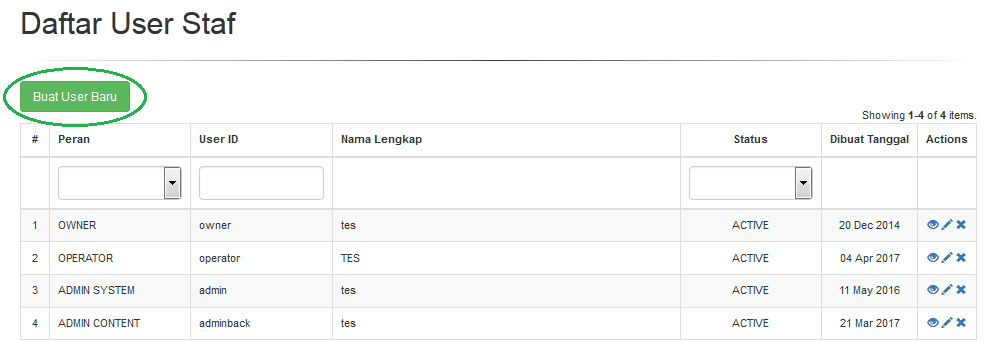 Daftar User Staf
Buat User Baru
Showing 1-4 of 4 items.
# Peran User ID Nama Lengkap Status Dibuat Tanggal Actions
1 OWNER owner tes ACTIVE 20 Dec 2014
2 OPERATOR operator TES ACTIVE 04 Apr 2017
3 ADMIN SYSTEM admin tes ACTIVE 11 May 2016
4 ADMIN CONTENT adminback tes ACTIVE 21 Mar 2017